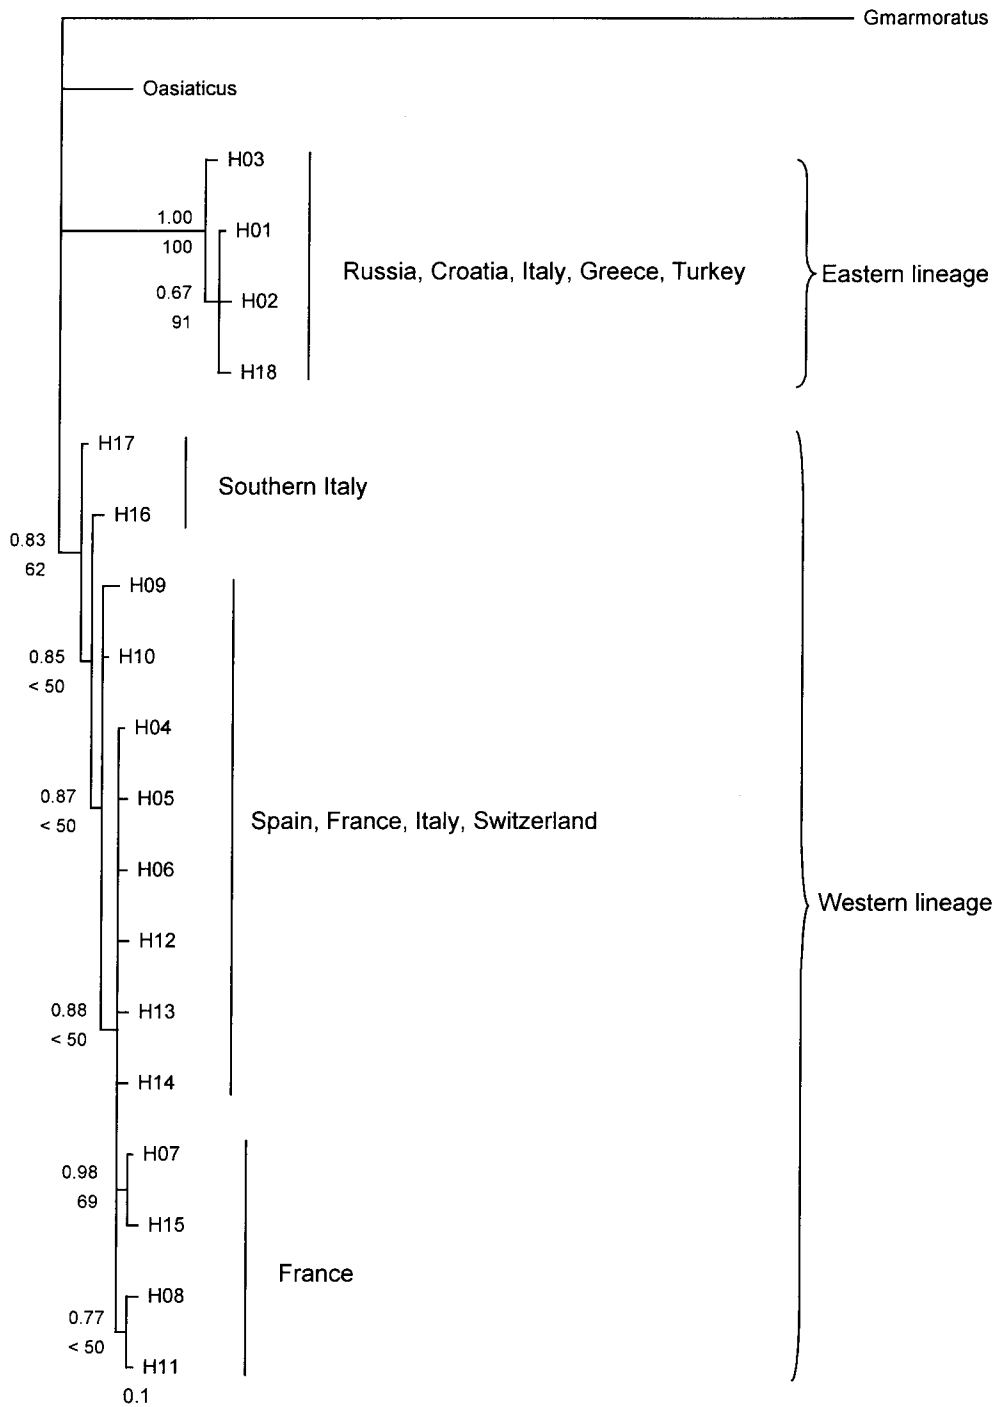 Gmarmoratus
Oasiaticus
H03
1.00
100
H01
Russia, Croatia, Italy, Greece, Turkey
Eastern lineage
0.67
91
H02
H18
H17
Southern Italy
H16
0.83
62
H09
0.85
< 50
H10
H04
0.87
< 50
H05
Spain, France, Italy, Switzerland
H06
Western lineage
H12
0.88
< 50
H13
H14
H07
0.98
69
H15
France
H08
0.77
< 50
H11
0.1